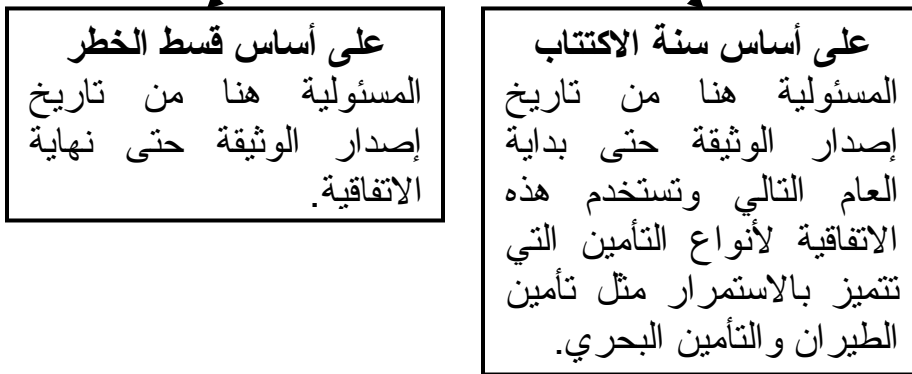 على أساس سنة الاكتتاب
المسئولية هنا من تاريخ
إصدار الوثيقة حتى بداية
العام التالي وتستخدم هذه
الاتفاقية لأنواع التأمين التي
تتميز بالاستمرار مثل تأمين
الطيران والتأمين البحري.
على أساس قسط الخطر
المسئولية هنا من تاريخ
إصدار الوثيقة حتى نهاية
الاتفاقية.